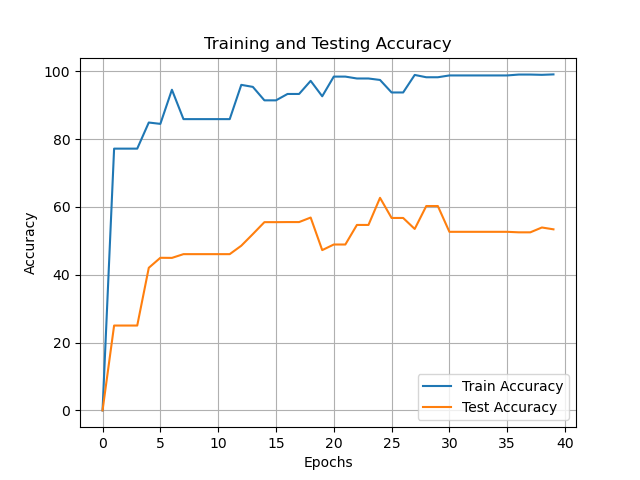 Training and Testing Accuracy
100
80
60
40
20
0
Accuracy
0 5 10 15 20 25 30 35 40
Epochs
Train Accuracy
Test Accuracy